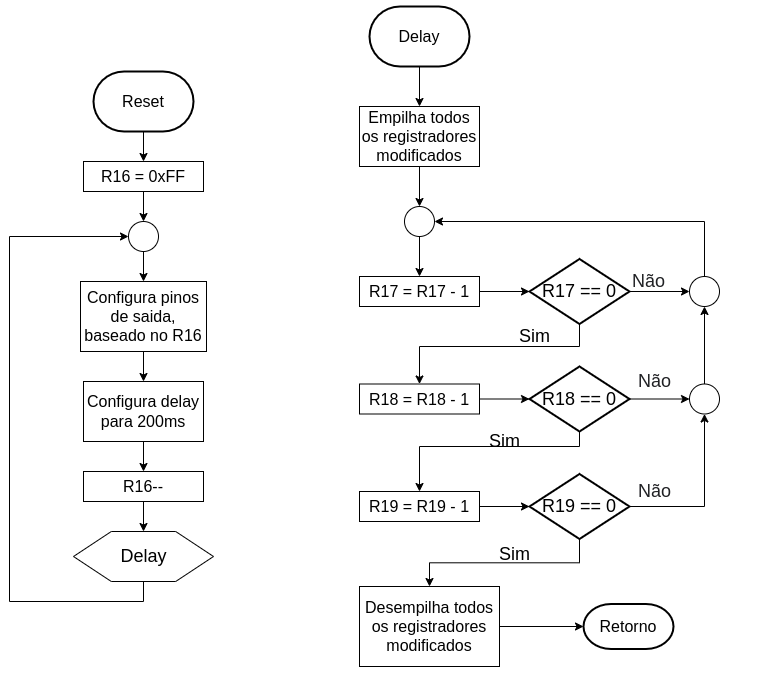 Reset
R16 = 0xFF
Configura pinos
de saida,
baseado no R16
Configura delay
para 200ms
R16--
Delay
Delay
Empilha todos
os registradores
modificados
R17 = R17 - 1
R17 == 0
Não
Sim
R18 = R18 - 1
R18 == 0
Não
Sim
R19 = R19 - 1
R19 == 0
Não
Sim
Desempilha todos
os registradores
modificados
Retorno